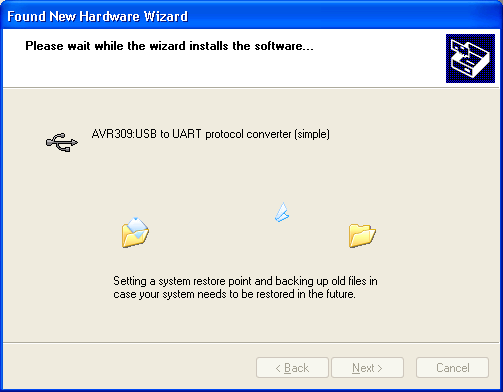 Found New Hardware Wizard
Please wait while the wizard installs the software...
AVR309:USB to UART protocol converter (simple)
Setting a system restore point and backing up old files in
case your system needs to be restored in the future.
< Back
Next >
Cancel